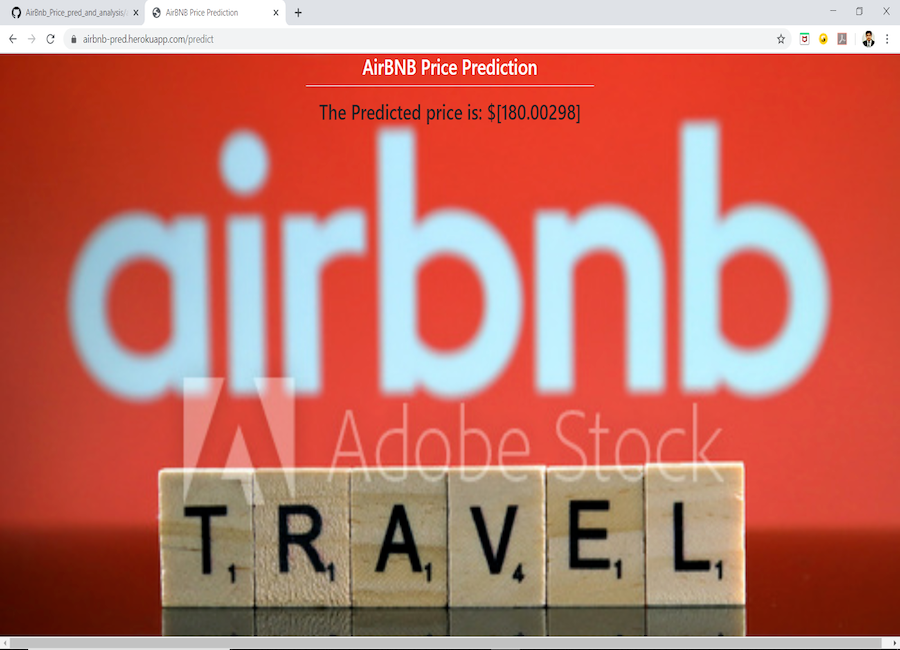 AirBnb_Price_pred_and_analysis/
AirBNB Price Prediction
airbnb-pred.herokuapp.com/predict
AirBNB Price Prediction
The Predicted price is: $[180.00298]
airbnb
Adobe Stock
T1 R1 A1 V4 E1 L1